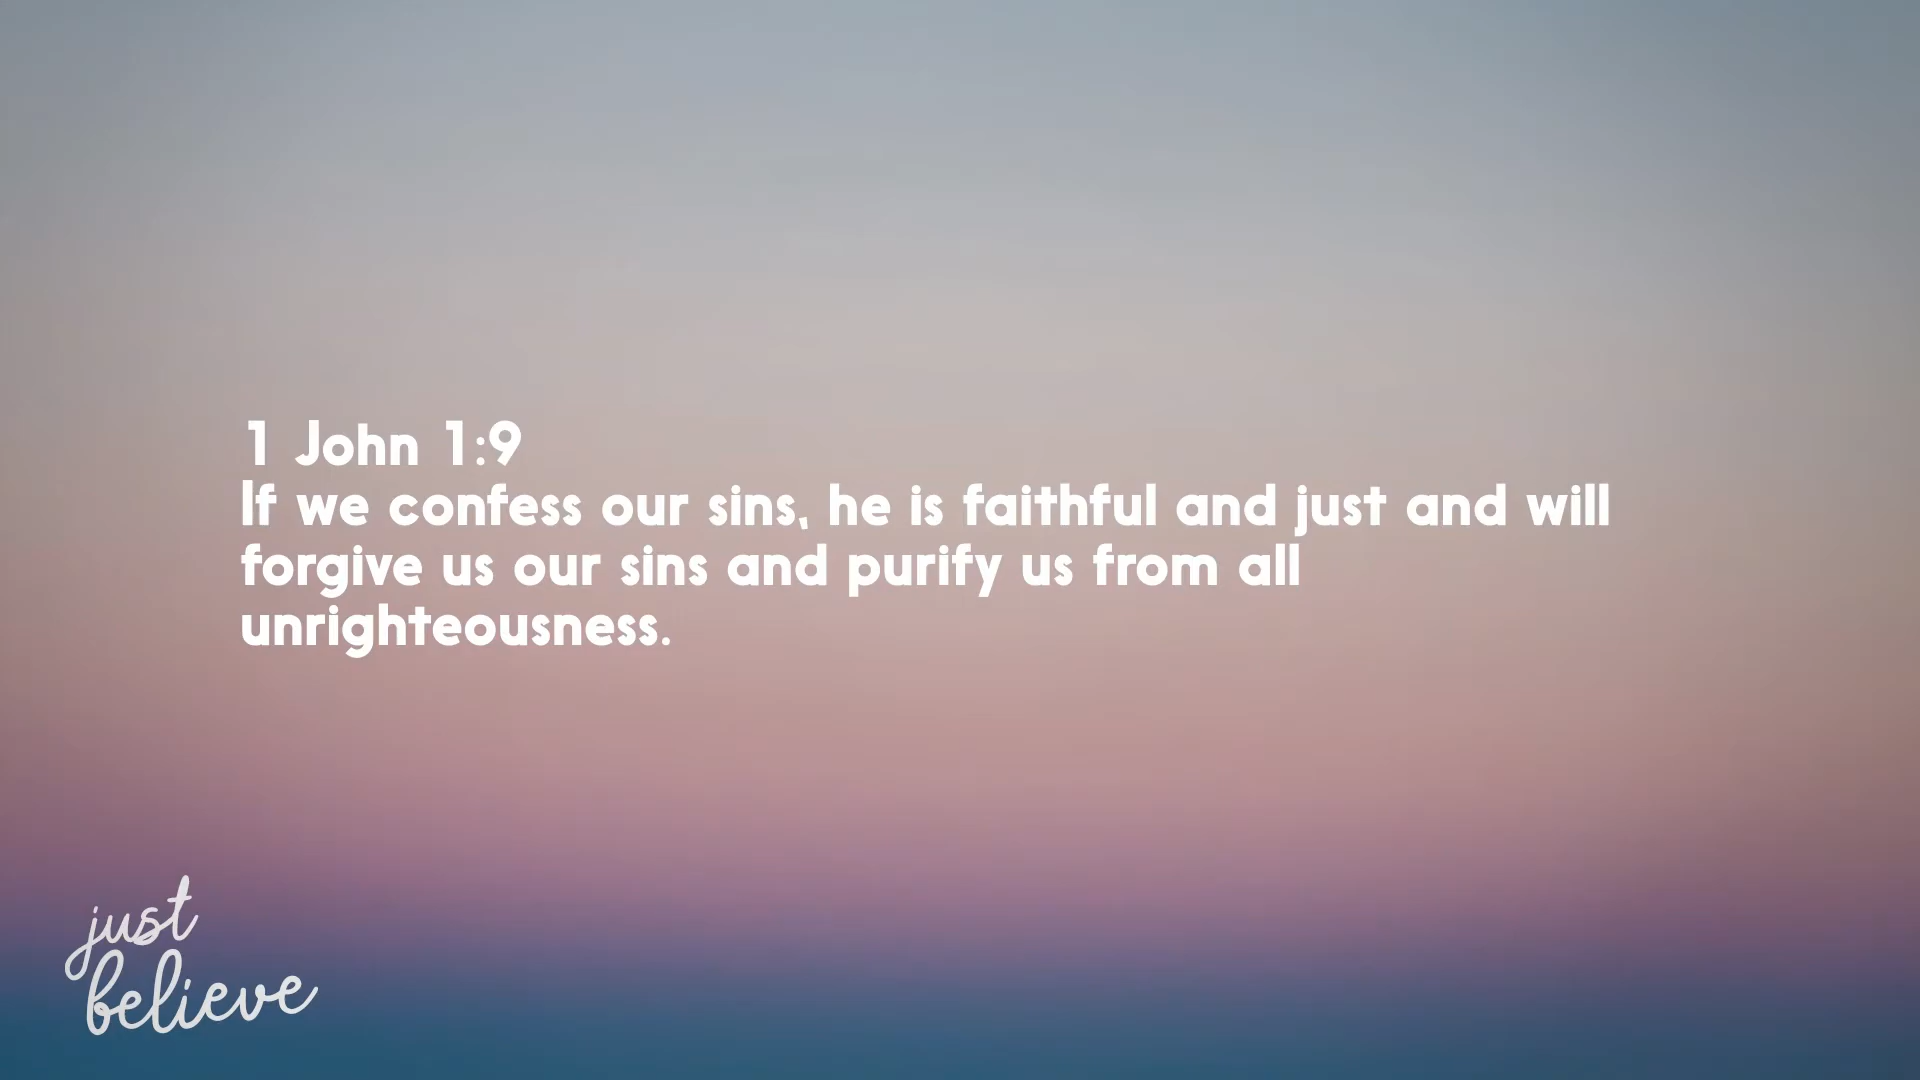 1 John 1:9
If we confess our sins, he is faithful and just and will
forgive us our sins and purify us from all
unrighteousness.
just
believe